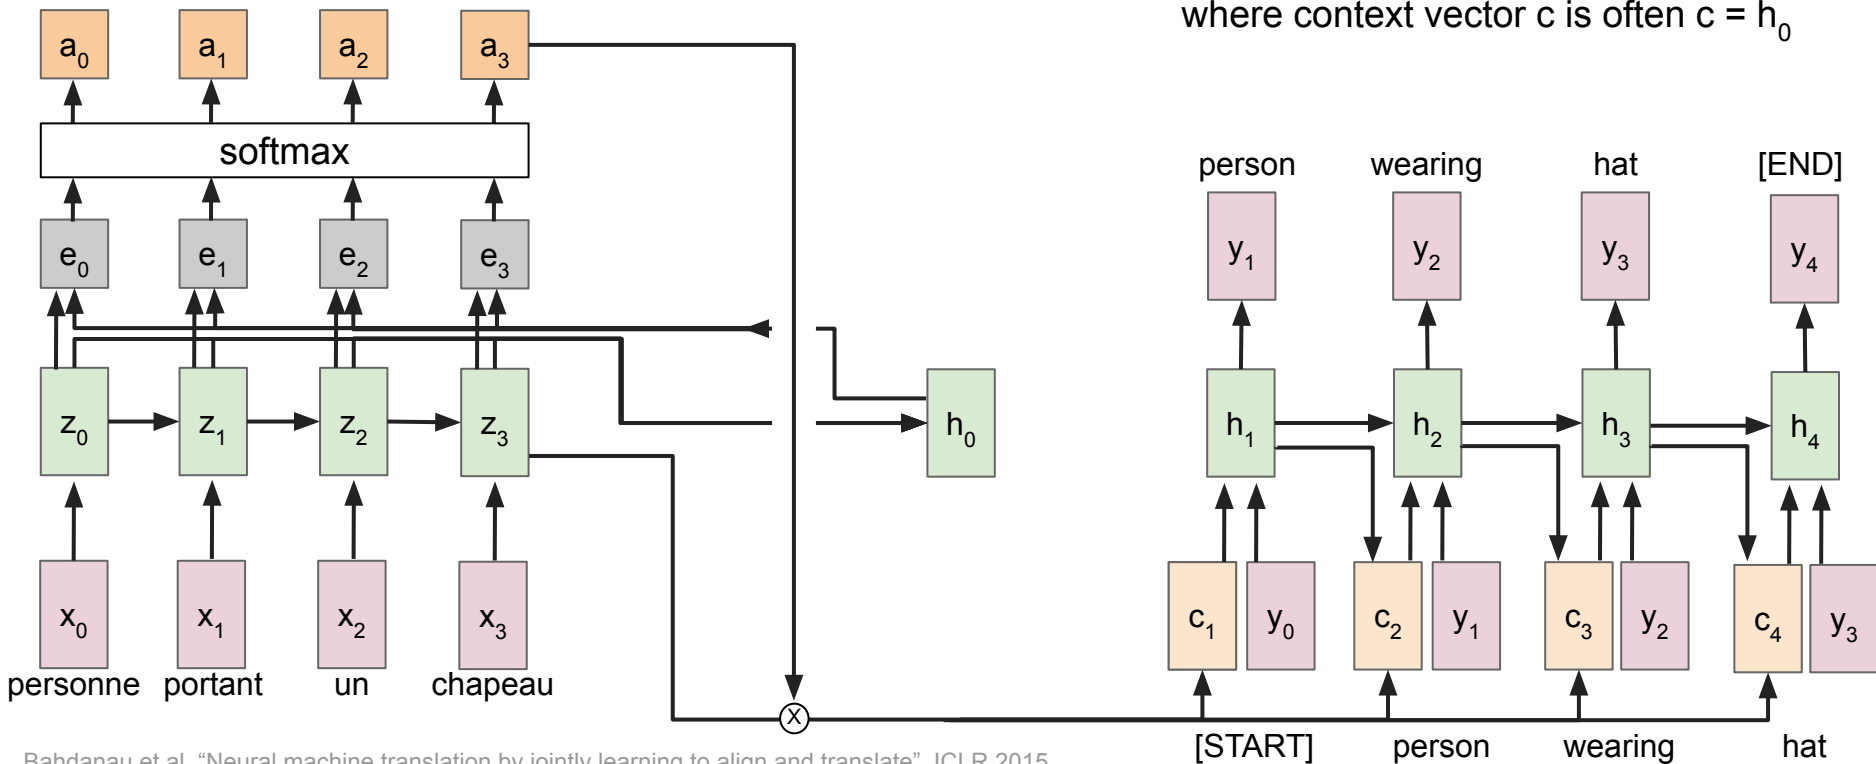 where context vector c is often c = h₀
a₀ a₁ a₂ a₃
softmax
e₀ e₁ e₂ e₃
z₀ z₁ z₂ z₃ h₀
x₀ x₁ x₂ x₃
personne portant un chapeau
X
person wearing hat [END]
y₁ y₂ y₃ y₄
h₁ h₂ h₃ h₄
c₁ y₀ c₂ y₁ c₃ y₂ c₄ y₃
[START] person wearing hat
Bahdanau et al, “Neural machine translation by jointly learning to align and translate”, ICLR 2015